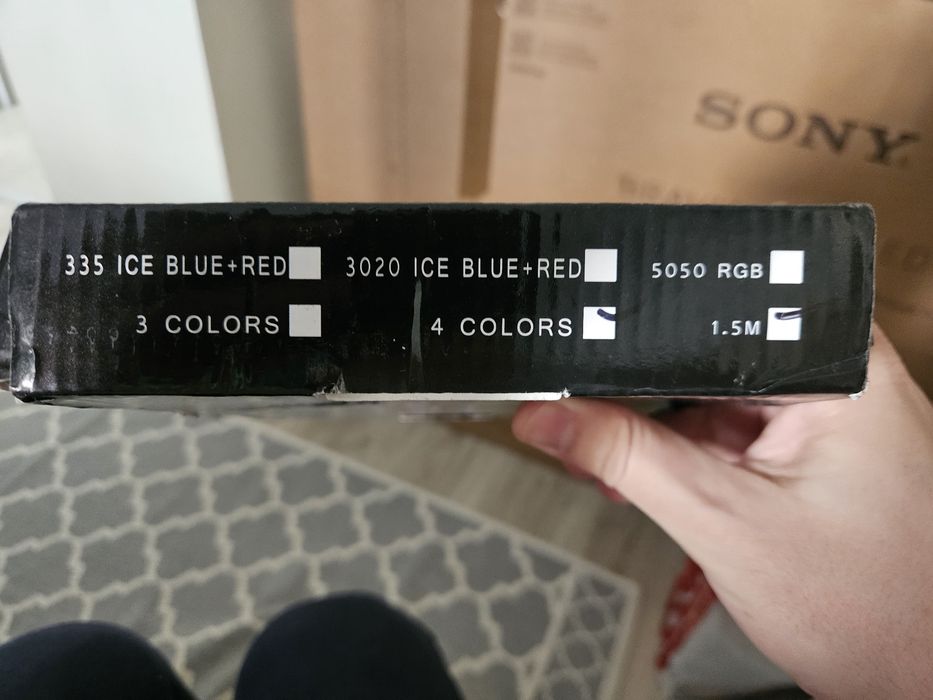 SONY
335 ICE BLUE+RED 3020 ICE BLUE+RED 5050 RGB
3 COLORS 4 COLORS 1.5M